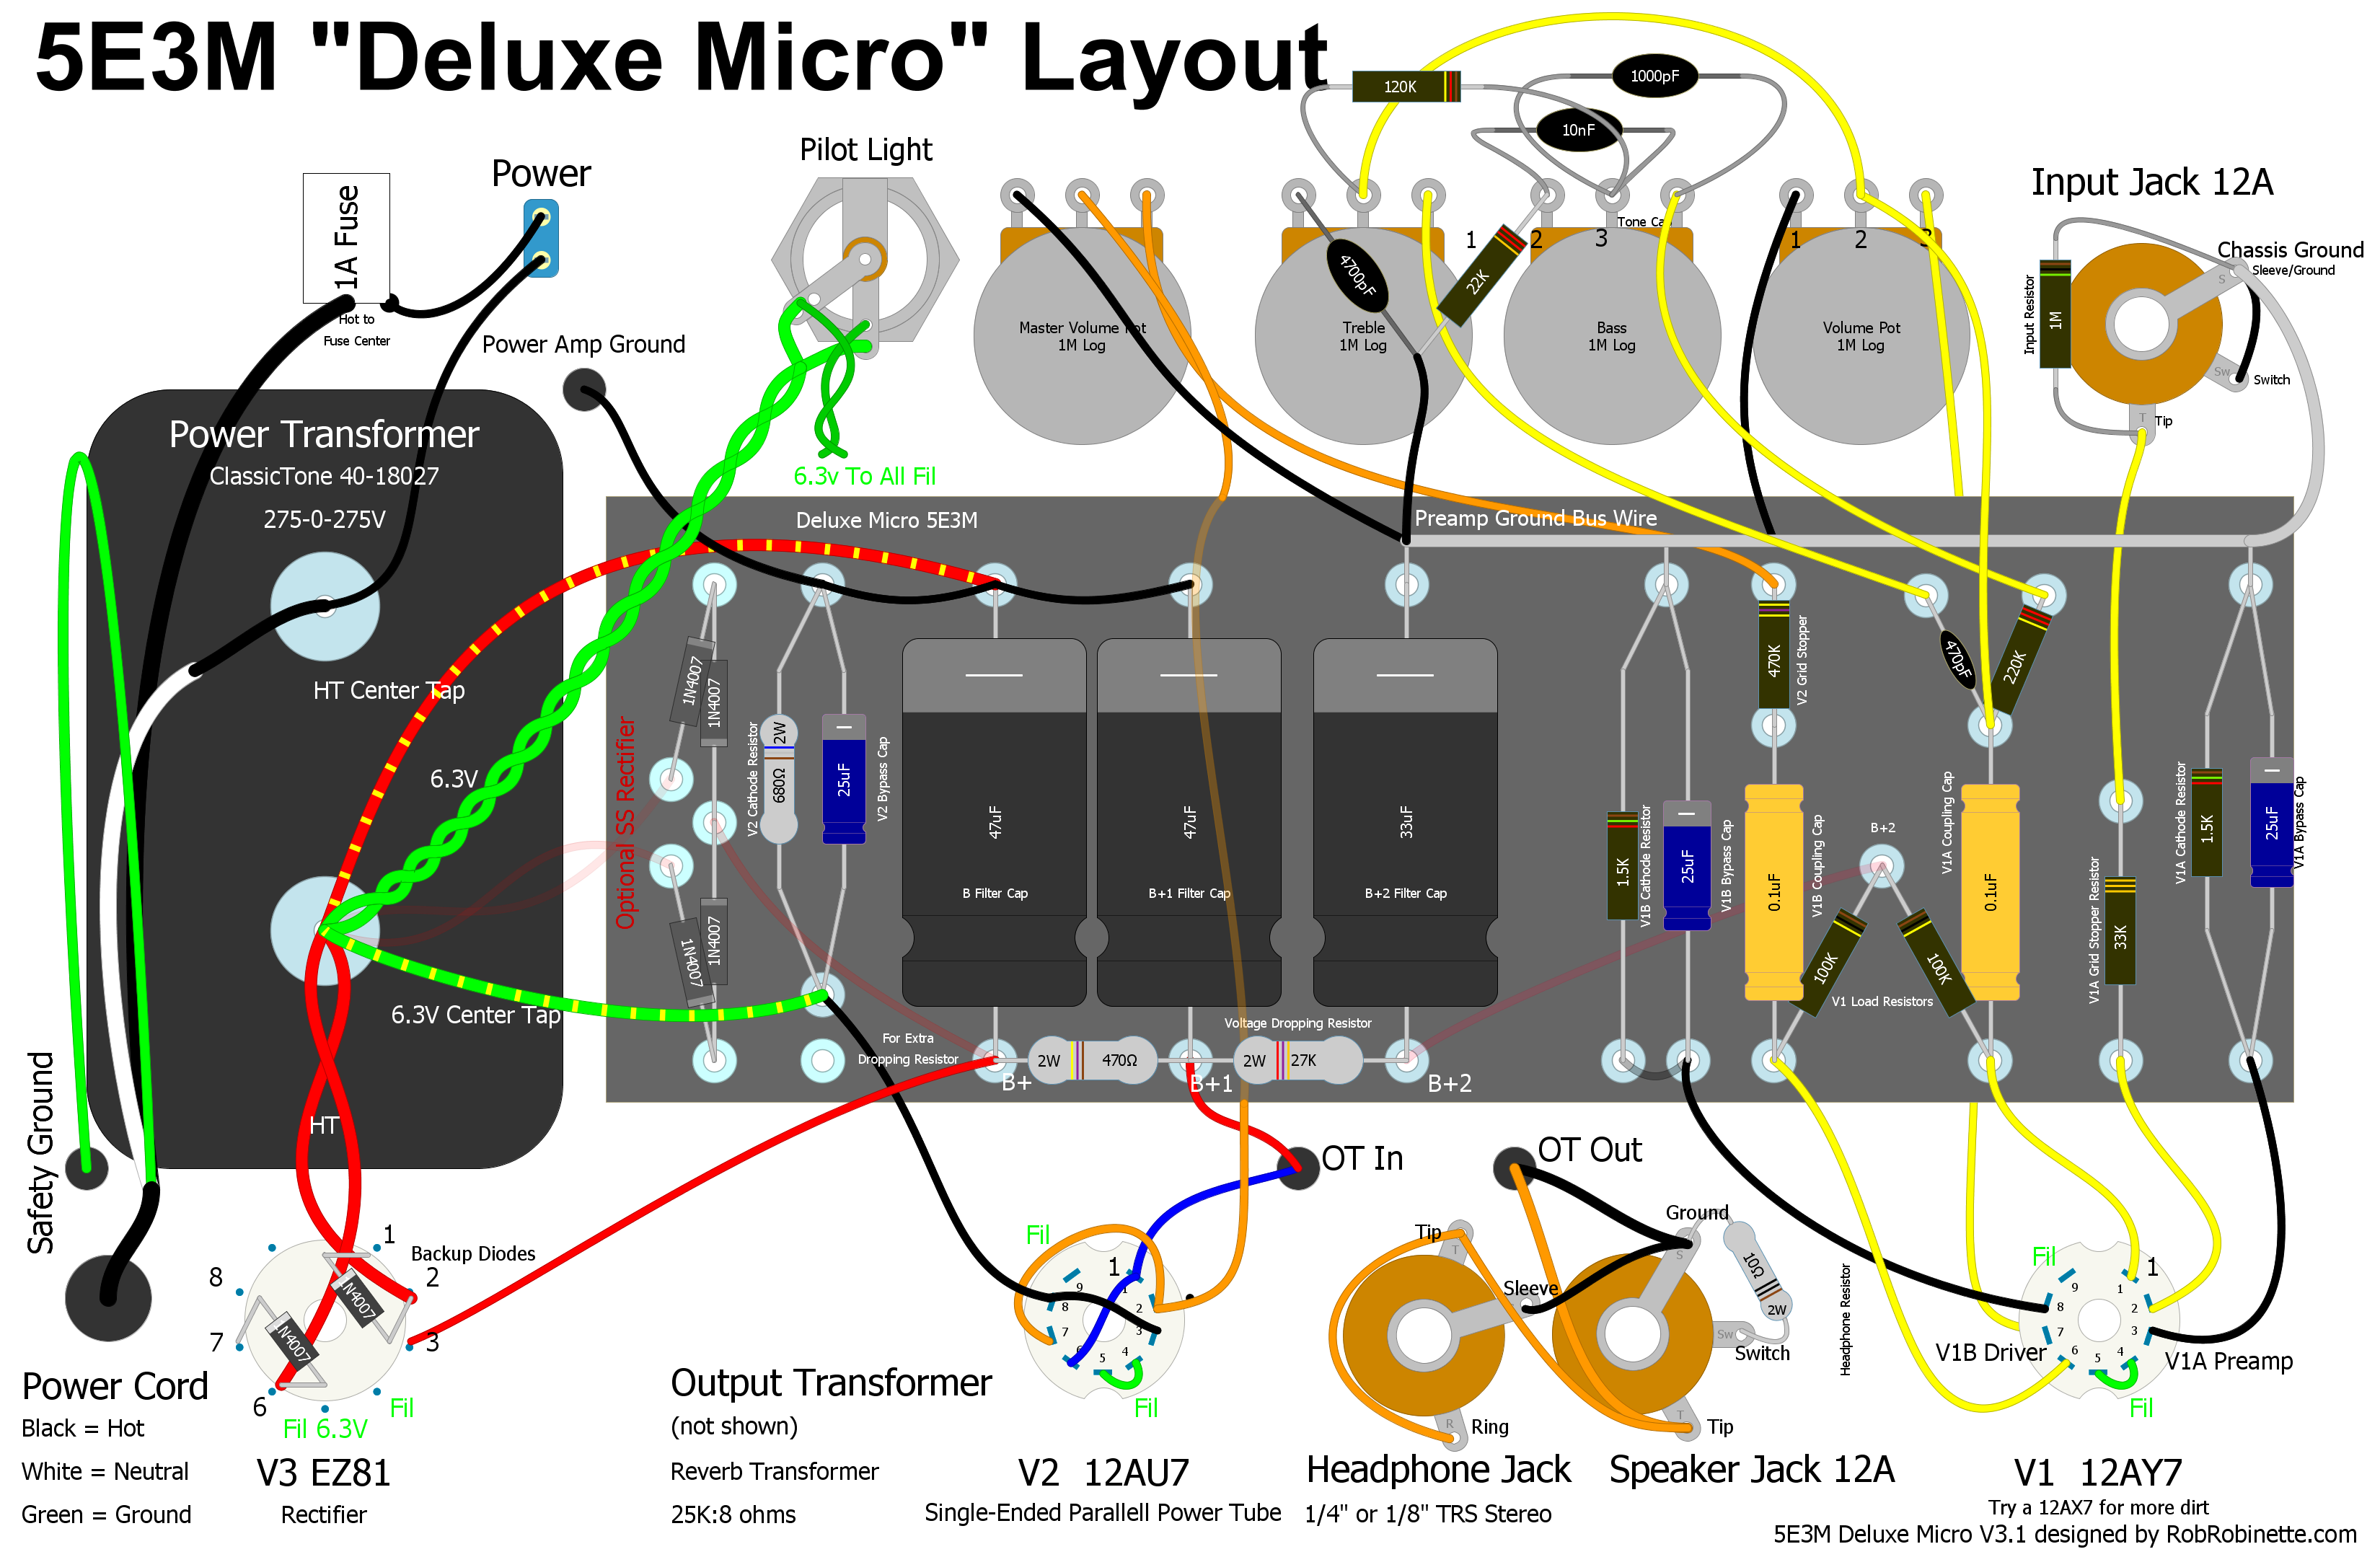 5E3M "Deluxe Micro" Layout
1A Fuse
Hot to
Fuse Center
Power
Pilot Light
6.3v To All Fil
Power Amp Ground
120K
1000pF
10nF
Tone Cap
4700pF
22K
1
2
3
1
2
3
Master Volume Pot
1M Log
Treble
1M Log
Bass
1M Log
Volume Pot
1M Log
Input Jack 12A
Chassis Ground
Sleeve/Ground
S
Input Resistor
1M
Sw
Switch
T
Tip
Power Transformer
ClassicTone 40-18027
275-0-275V
HT Center Tap
6.3V
6.3V Center Tap
HT
Safety Ground
Deluxe Micro 5E3M
Preamp Ground Bus Wire
Optional SS Rectifier
1N4007
1N4007
1N4007
1N4007
V2 Cathode Resistor
2W
680Ω
25uF
V2 Bypass Cap
47uF
B Filter Cap
47uF
B+1 Filter Cap
33uF
B+2 Filter Cap
1.5K
V1B Cathode Resistor
25uF
V1B Bypass Cap
470K
V2 Grid Stopper
0.1uF
V1B Coupling Cap
B+2
100K
100K
V1 Load Resistors
470pF
220K
V1A Coupling Cap
0.1uF
33K
V1A Grid Stopper Resistor
V1A Cathode Resistor
1.5K
25uF
V1A Bypass Cap
For Extra
Dropping Resistor
Voltage Dropping Resistor
2W
470Ω
2W
27K
B+
B+1
B+2
OT In
OT Out
Backup Diodes
1
2
3
6
7
8
1N4007
1N4007
Fil
Fil 6.3V
Fil
1
1
2
3
4
5
6
7
8
9
Fil
Tip
T
Sleeve
R
Ring
Ground
S
10Ω
2W
Sw
Switch
T
Tip
Headphone Resistor
Fil
1
1
2
3
4
5
6
7
8
9
V1B Driver
V1A Preamp
Fil
Power Cord
Black = Hot
White = Neutral
Green = Ground
V3 EZ81
Rectifier
Output Transformer
(not shown)
Reverb Transformer
25K:8 ohms
V2 12AU7
Single-Ended Parallell Power Tube
Headphone Jack
1/4" or 1/8" TRS Stereo
Speaker Jack 12A
V1 12AY7
Try a 12AX7 for more dirt
5E3M Deluxe Micro V3.1 designed by RobRobinette.com